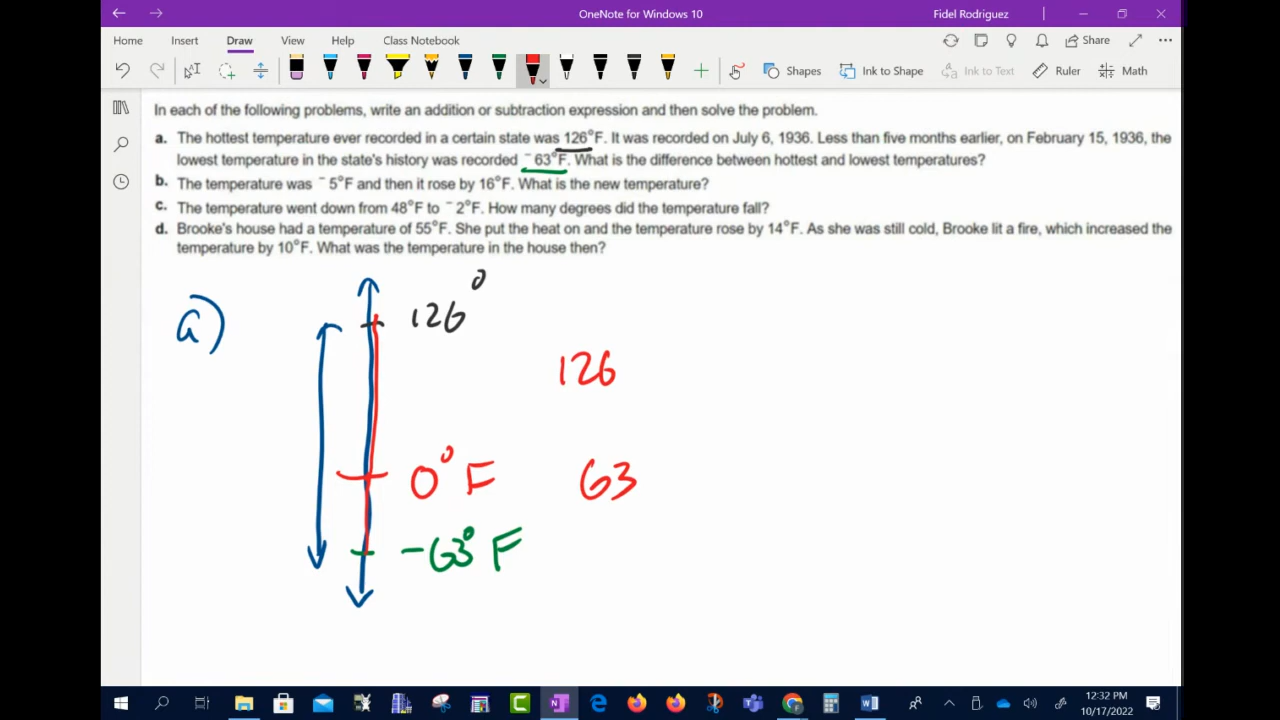 OneNote for Windows 10
Fidel Rodriguez
Home Insert Draw View Help Class Notebook
Share
Shapes Ink to Shape Ink to Text Ruler Math
In each of the following problems, write an addition or subtraction expression and then solve the problem.
a. The hottest temperature ever recorded in a certain state was 126°F. It was recorded on July 6, 1936. Less than five months earlier, on February 15, 1936, the
lowest temperature in the state's history was recorded ⁻63°F. What is the difference between hottest and lowest temperatures?
b. The temperature was ⁻5°F and then it rose by 16°F. What is the new temperature?
c. The temperature went down from 48°F to ⁻2°F. How many degrees did the temperature fall?
d. Brooke's house had a temperature of 55°F. She put the heat on and the temperature rose by 14°F. As she was still cold, Brooke lit a fire, which increased the
temperature by 10°F. What was the temperature in the house then?
a)
126°
126
0° F
63
-63° F
12:32 PM
10/17/2022